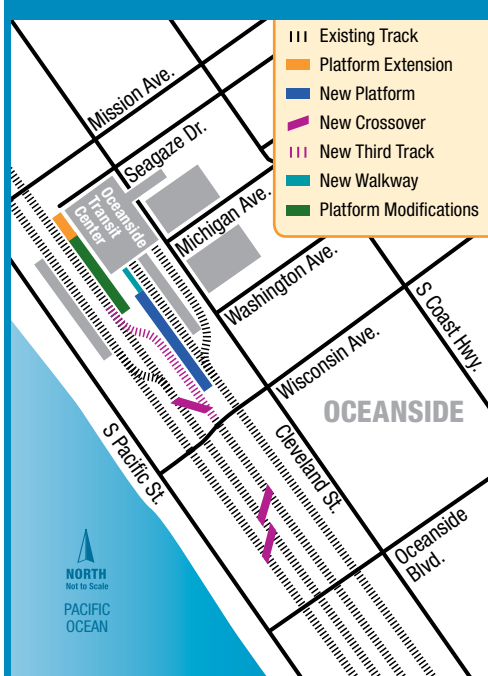 Existing Track
Platform Extension
New Platform
New Crossover
New Third Track
New Walkway
Platform Modifications
Mission Ave.
Seagaze Dr.
Oceanside
Transit
Center
Michigan Ave.
Washington Ave.
S Coast Hwy.
Wisconsin Ave.
OCEANSIDE
S Pacific St.
Cleveland St.
Oceanside
Blvd.
NORTH
Not to Scale
PACIFIC
OCEAN